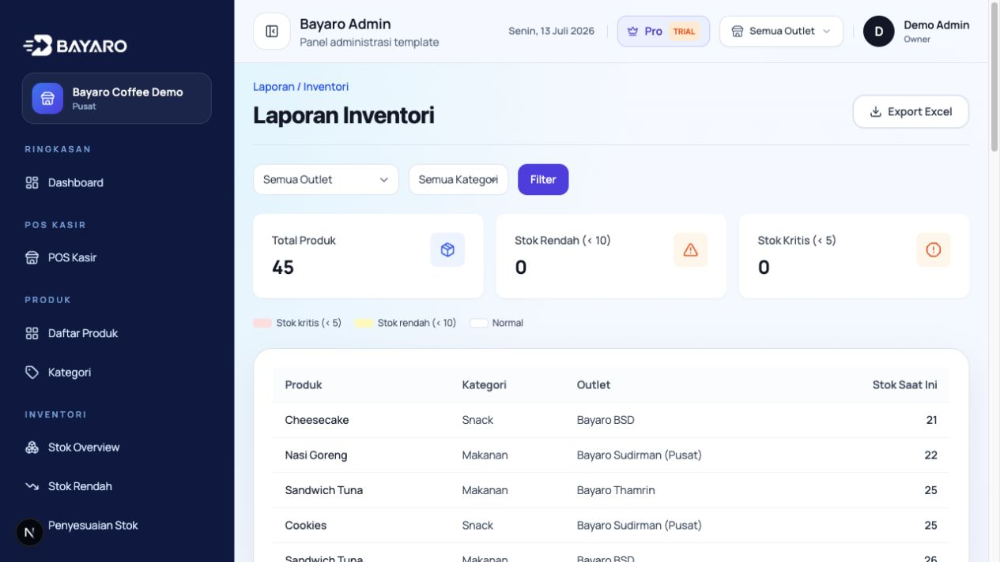 BAYARO
Bayaro Coffee Demo
Pusat
RINGKASAN
Dashboard
POS KASIR
POS Kasir
PRODUK
Daftar Produk
Kategori
INVENTORI
Stok Overview
Stok Rendah
Penyesuaian Stok
N
Bayaro Admin
Panel administrasi template
Senin, 13 Juli 2026
Pro TRIAL
Semua Outlet
D
Demo Admin
Owner
Laporan / Inventori
Laporan Inventori
Export Excel
Semua Outlet
Semua Kategori
Filter
Total Produk
45
Stok Rendah (< 10)
0
Stok Kritis (< 5)
0
Stok kritis (< 5) Stok rendah (< 10) Normal
Produk Kategori Outlet Stok Saat Ini
Cheesecake Snack Bayaro BSD 21
Nasi Goreng Makanan Bayaro Sudirman (Pusat) 22
Sandwich Tuna Makanan Bayaro Thamrin 25
Cookies Snack Bayaro Sudirman (Pusat) 25
Sandwich Tuna Makanan Bayaro BSD 26